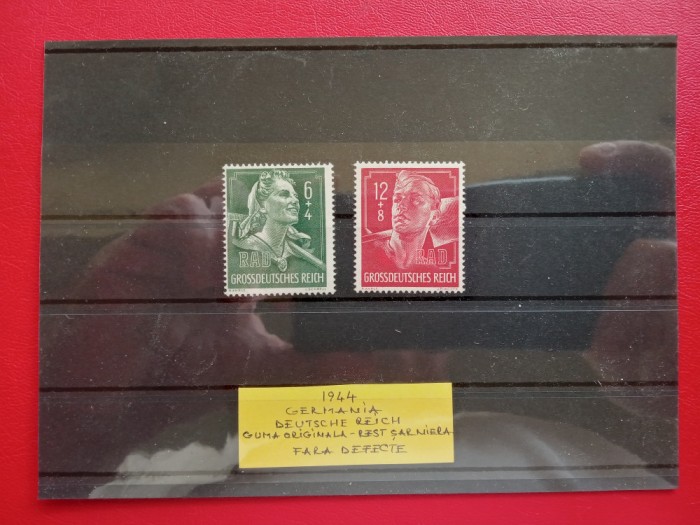 6
+
4
RAD
GROSSDEUTSCHES REICH
12
+
8
RAD
GROSSDEUTSCHES REICH
1944
GERMANIA
DEUTSCHE REICH
GUMA ORIGINALA - REST ȘARNIERA
FARA DEFECTE